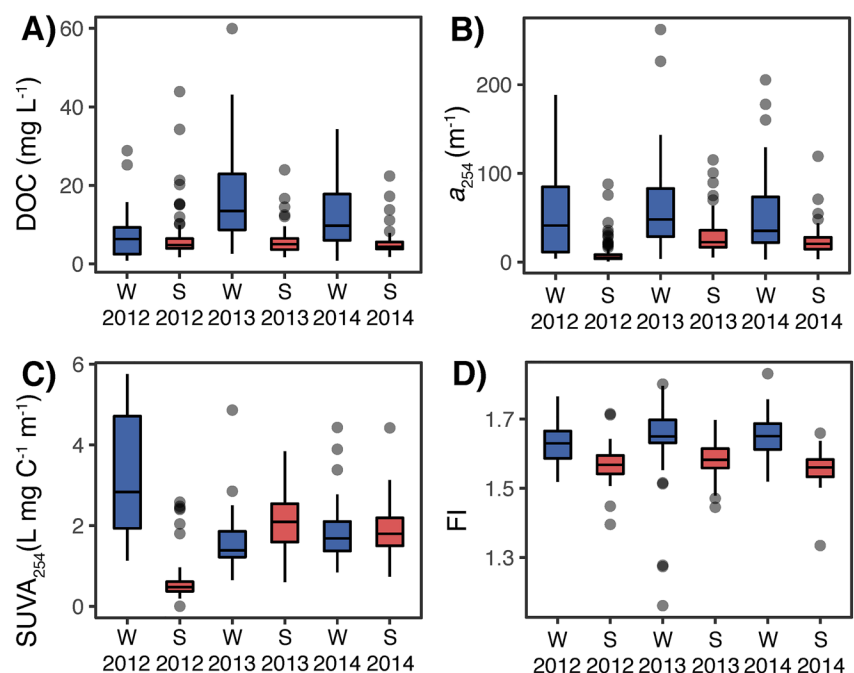 A)
DOC (mg L⁻¹)
60
40
20
0
W S W S W S
2012 2012 2013 2013 2014 2014
B)
a₂₅₄ (m⁻¹)
200
100
0
W S W S W S
2012 2012 2013 2013 2014 2014
C)
SUVA₂₅₄(L mg C⁻¹ m⁻¹)
6
4
2
0
W S W S W S
2012 2012 2013 2013 2014 2014
D)
FI
1.7
1.5
1.3
W S W S W S
2012 2012 2013 2013 2014 2014